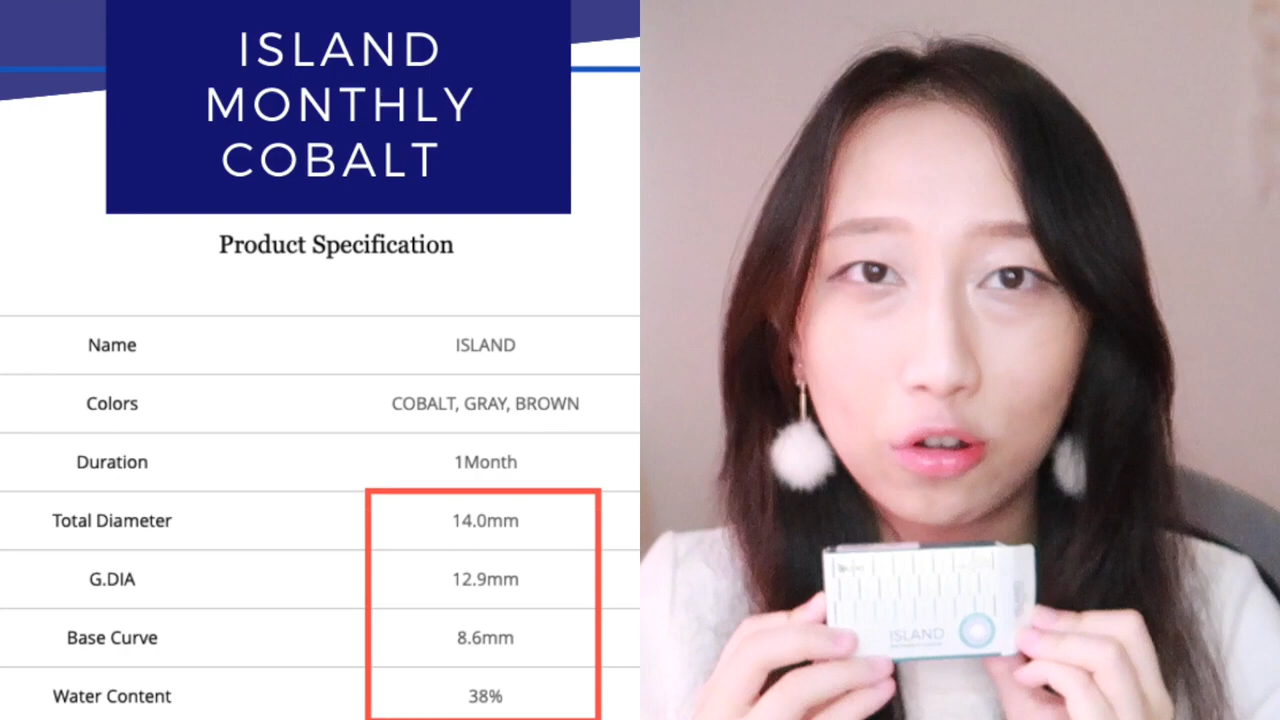 ISLAND
MONTHLY
COBALT
Product Specification
Name ISLAND
Colors COBALT, GRAY, BROWN
Duration 1Month
Total Diameter 14.0mm
G.DIA 12.9mm
Base Curve 8.6mm
Water Content 38%
ISLAND